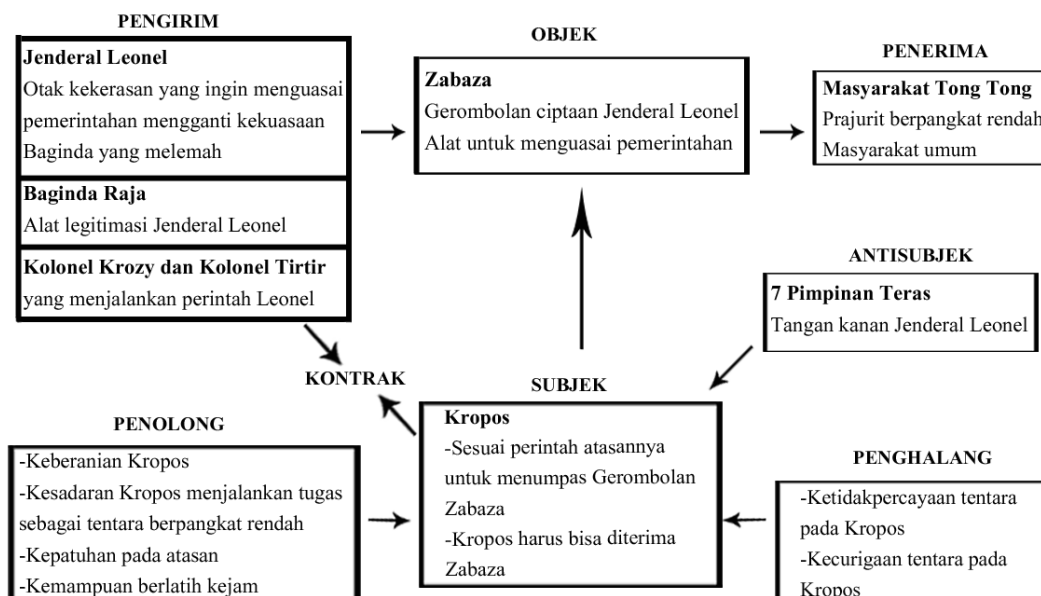 PENGIRIM
Jenderal Leonel
Otak kekerasan yang ingin menguasai
pemerintahan mengganti kekuasaan
Baginda yang melemah
Baginda Raja
Alat legitimasi Jenderal Leonel
Kolonel Krozy dan Kolonel Tirtir
yang menjalankan perintah Leonel
OBJEK
Zabaza
Gerombolan ciptaan Jenderal Leonel
Alat untuk menguasai pemerintahan
PENERIMA
Masyarakat Tong Tong
Prajurit berpangkat rendah
Masyarakat umum
ANTISUBJEK
7 Pimpinan Teras
Tangan kanan Jenderal Leonel
KONTRAK
SUBJEK
Kropos
-Sesuai perintah atasannya
untuk menumpas Gerombolan
Zabaza
-Kropos harus bisa diterima
Zabaza
PENOLONG
-Keberanian Kropos
-Kesadaran Kropos menjalankan tugas
sebagai tentara berpangkat rendah
-Kepatuhan pada atasan
-Kemampuan berlatih kejam
PENGHALANG
-Ketidakpercayaan tentara
pada Kropos
-Kecurigaan tentara pada
Kropos